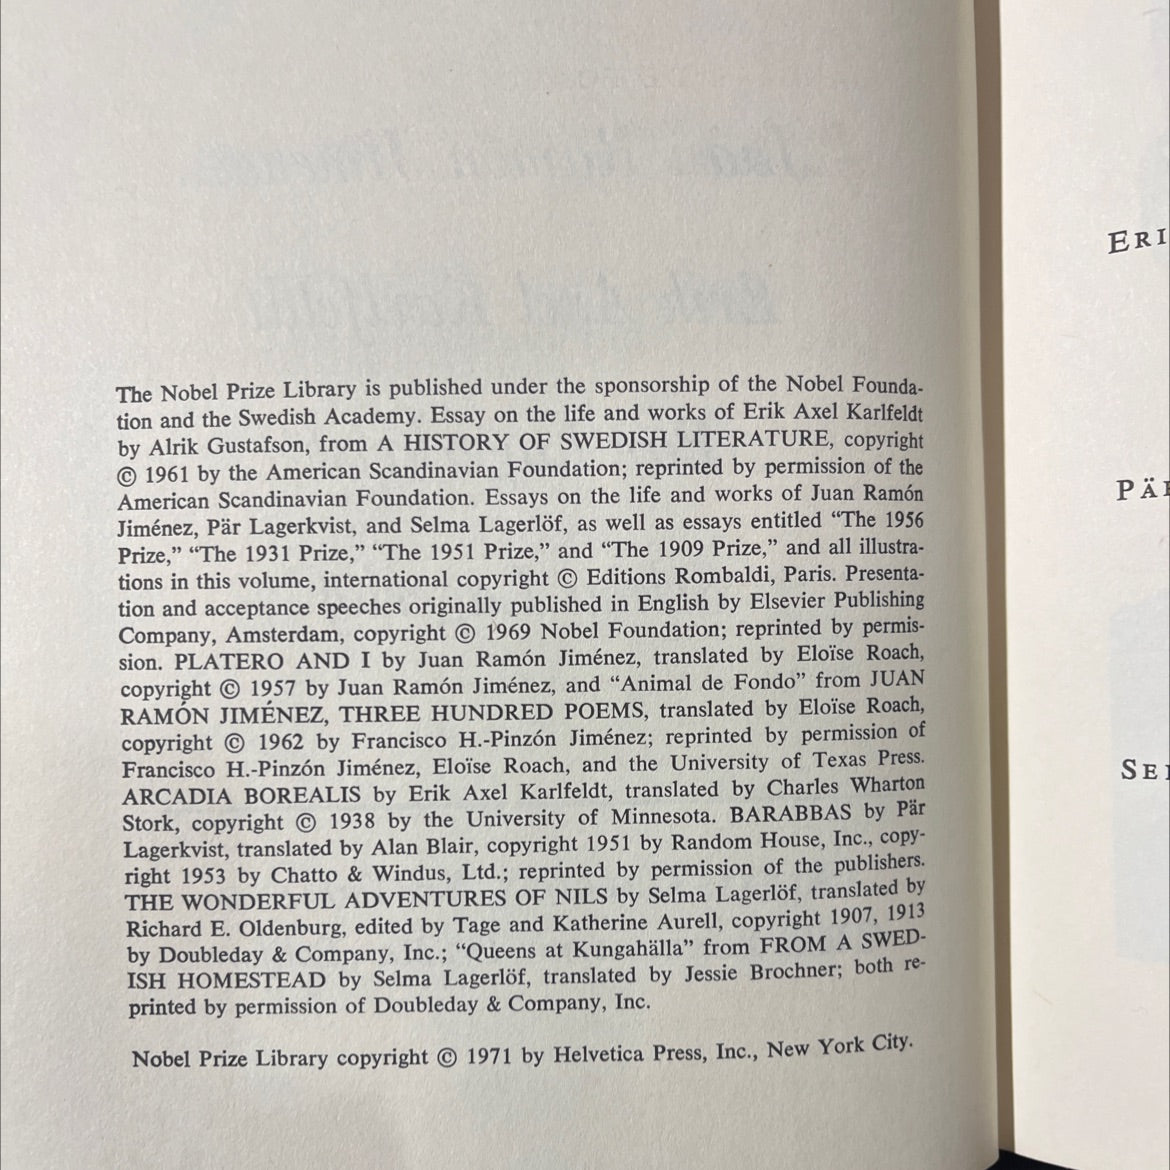 The Nobel Prize Library is published under the sponsorship of the Nobel Founda-
tion and the Swedish Academy. Essay on the life and works of Erik Axel Karlfeldt
by Alrik Gustafson, from A HISTORY OF SWEDISH LITERATURE, copyright
© 1961 by the American Scandinavian Foundation; reprinted by permission of the
American Scandinavian Foundation. Essays on the life and works of Juan Ramón
Jiménez, Pär Lagerkvist, and Selma Lagerlöf, as well as essays entitled “The 1956
Prize,” “The 1931 Prize,” “The 1951 Prize,” and “The 1909 Prize,” and all illustra-
tions in this volume, international copyright © Editions Rombaldi, Paris. Presenta-
tion and acceptance speeches originally published in English by Elsevier Publishing
Company, Amsterdam, copyright © 1969 Nobel Foundation; reprinted by permis-
sion. PLATERO AND I by Juan Ramón Jiménez, translated by Eloïse Roach,
copyright © 1957 by Juan Ramón Jiménez, and “Animal de Fondo” from JUAN
RAMÓN JIMÉNEZ, THREE HUNDRED POEMS, translated by Eloïse Roach,
copyright © 1962 by Francisco H.-Pinzón Jiménez; reprinted by permission of
Francisco H.-Pinzón Jiménez, Eloïse Roach, and the University of Texas Press.
ARCADIA BOREALIS by Erik Axel Karlfeldt, translated by Charles Wharton
Stork, copyright © 1938 by the University of Minnesota. BARABBAS by Pär
Lagerkvist, translated by Alan Blair, copyright 1951 by Random House, Inc., copy-
right 1953 by Chatto & Windus, Ltd.; reprinted by permission of the publishers.
THE WONDERFUL ADVENTURES OF NILS by Selma Lagerlöf, translated by
Richard E. Oldenburg, edited by Tage and Katherine Aurell, copyright 1907, 1913
by Doubleday & Company, Inc.; “Queens at Kungahälla” from FROM A SWED-
ISH HOMESTEAD by Selma Lagerlöf, translated by Jessie Brochner; both re-
printed by permission of Doubleday & Company, Inc.
Nobel Prize Library copyright © 1971 by Helvetica Press, Inc., New York City.
ERI
PÄ
SE